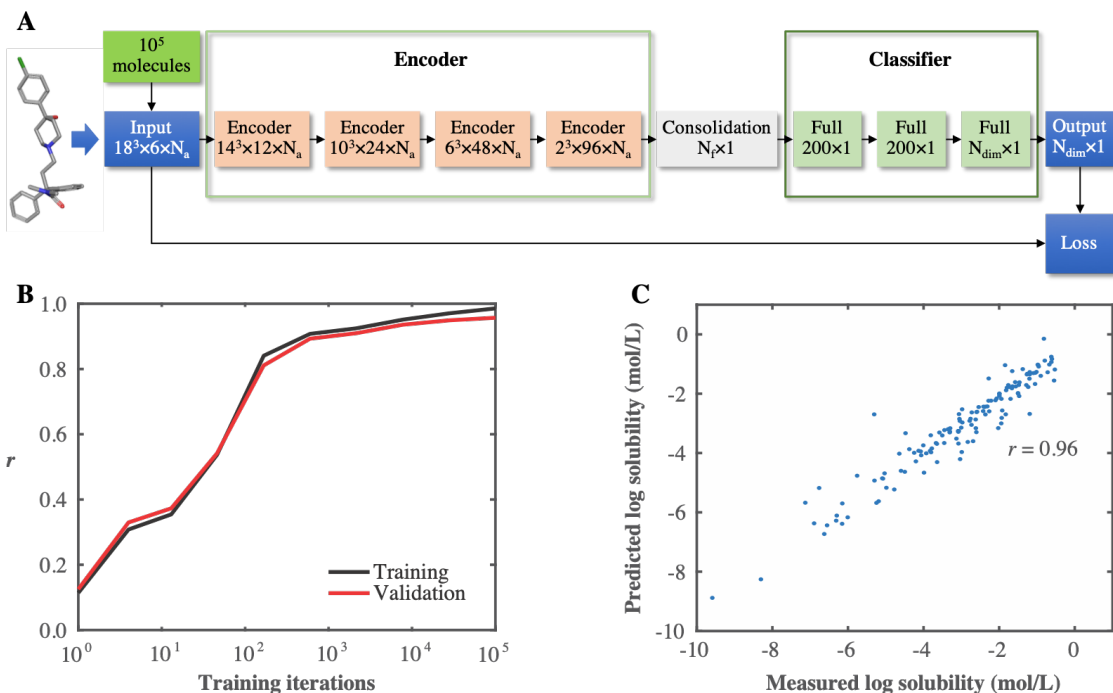 A
10⁵
molecules
Encoder
Classifier
Input
18³×6×Nₐ
Encoder
14³×12×Nₐ
Encoder
10³×24×Nₐ
Encoder
6³×48×Nₐ
Encoder
2³×96×Nₐ
Consolidation
N_f×1
Full
200×1
Full
200×1
Full
N_dim×1
Output
N_dim×1
Loss
B
1.0
0.8
0.6
0.4
0.2
0.0
r
Training
Validation
10⁰
10¹
10²
10³
10⁴
10⁵
Training iterations
C
0
-2
-4
-6
-8
-10
Predicted log solubility (mol/L)
r = 0.96
-10
-8
-6
-4
-2
0
Measured log solubility (mol/L)